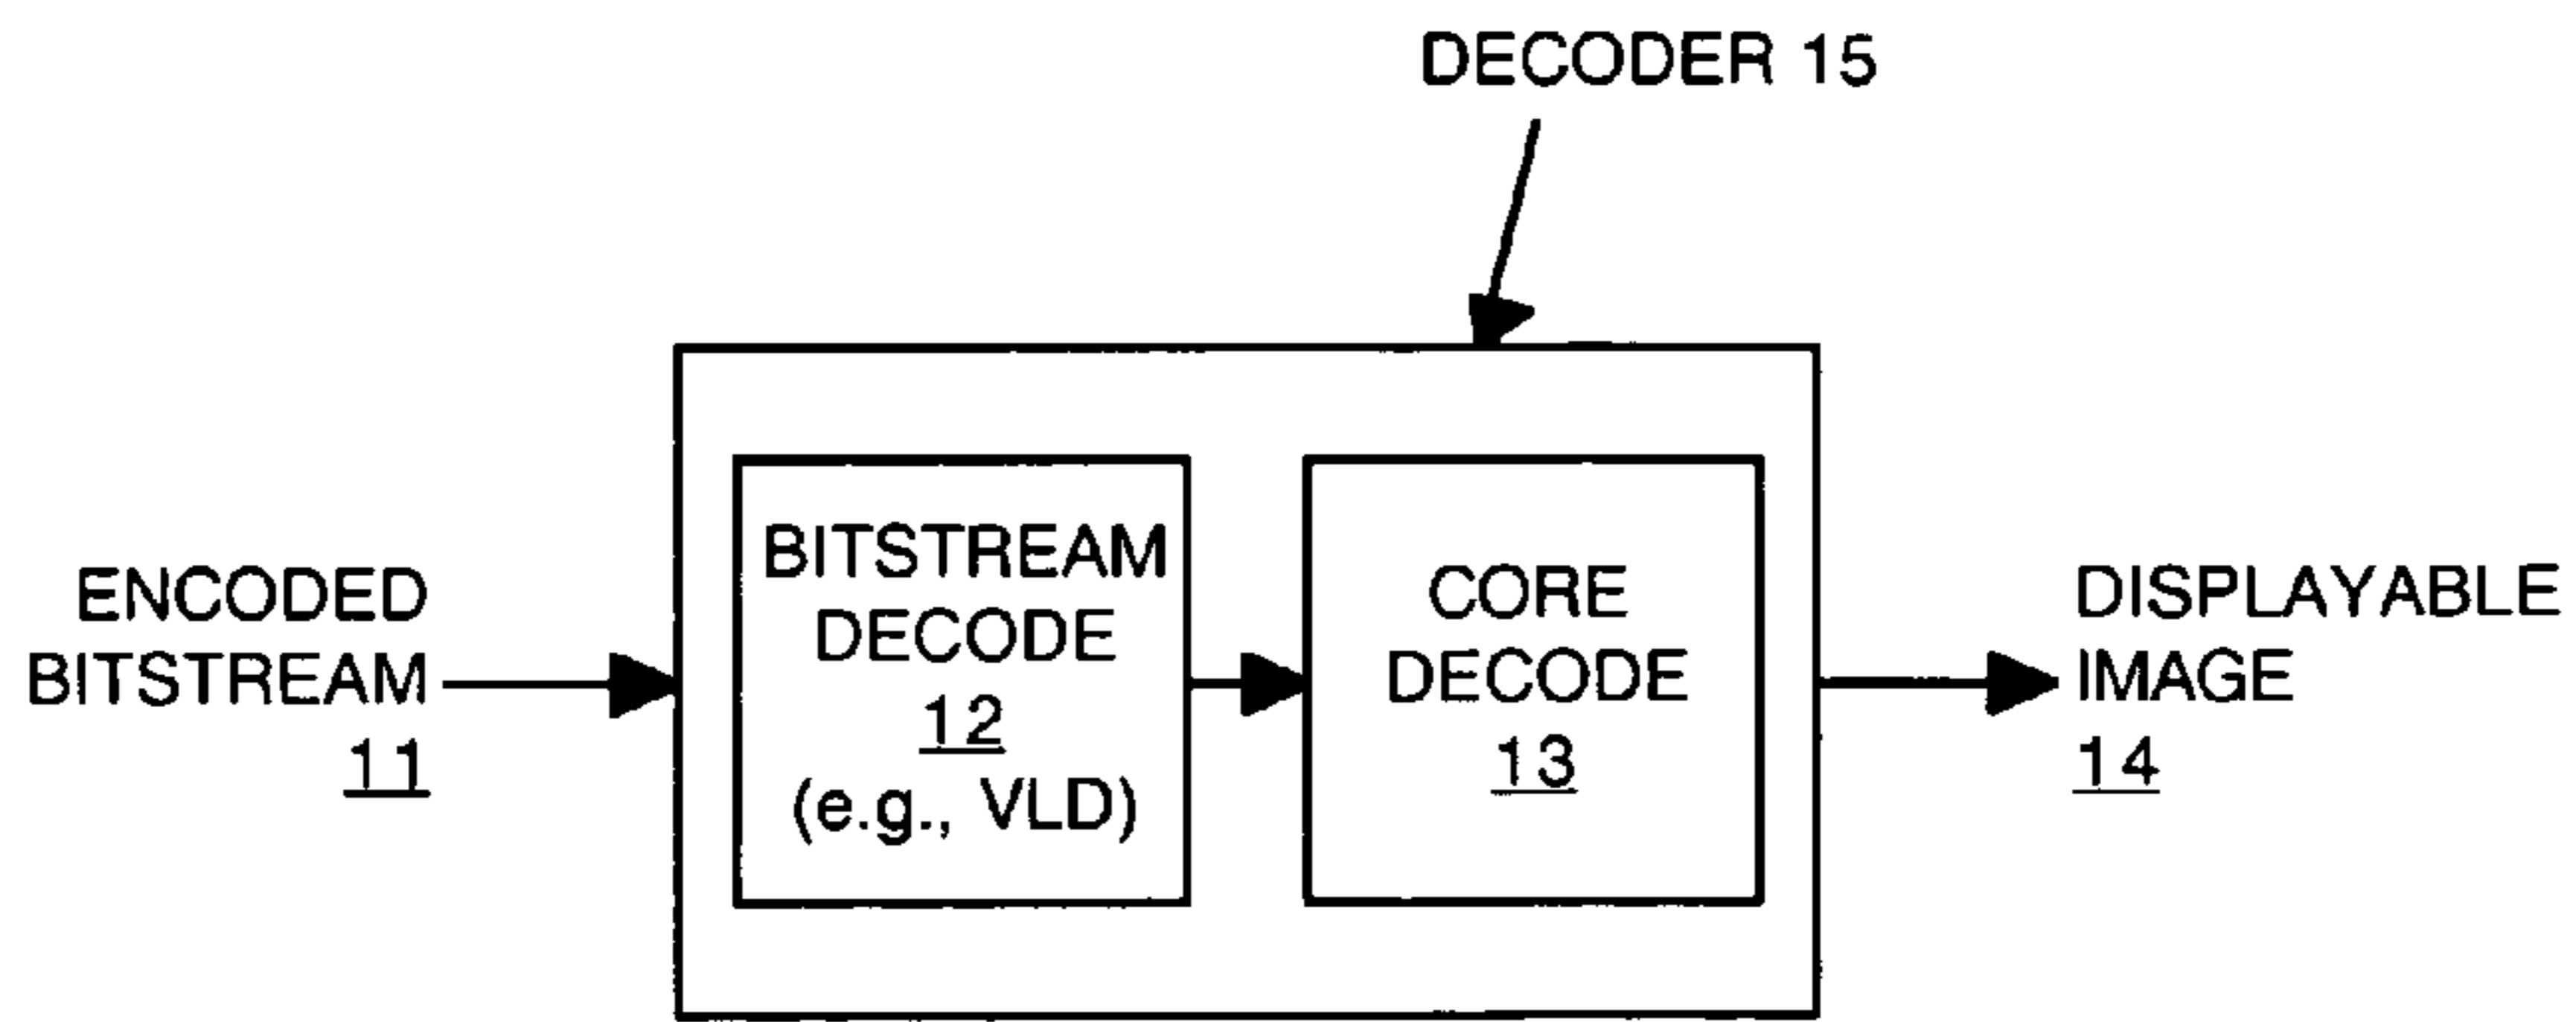 DECODER 15
ENCODED
BITSTREAM
11
BITSTREAM
DECODE
12
(e.g., VLD)
CORE
DECODE
13
DISPLAYABLE
IMAGE
14